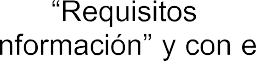 “Requisitos
nformación” y con e